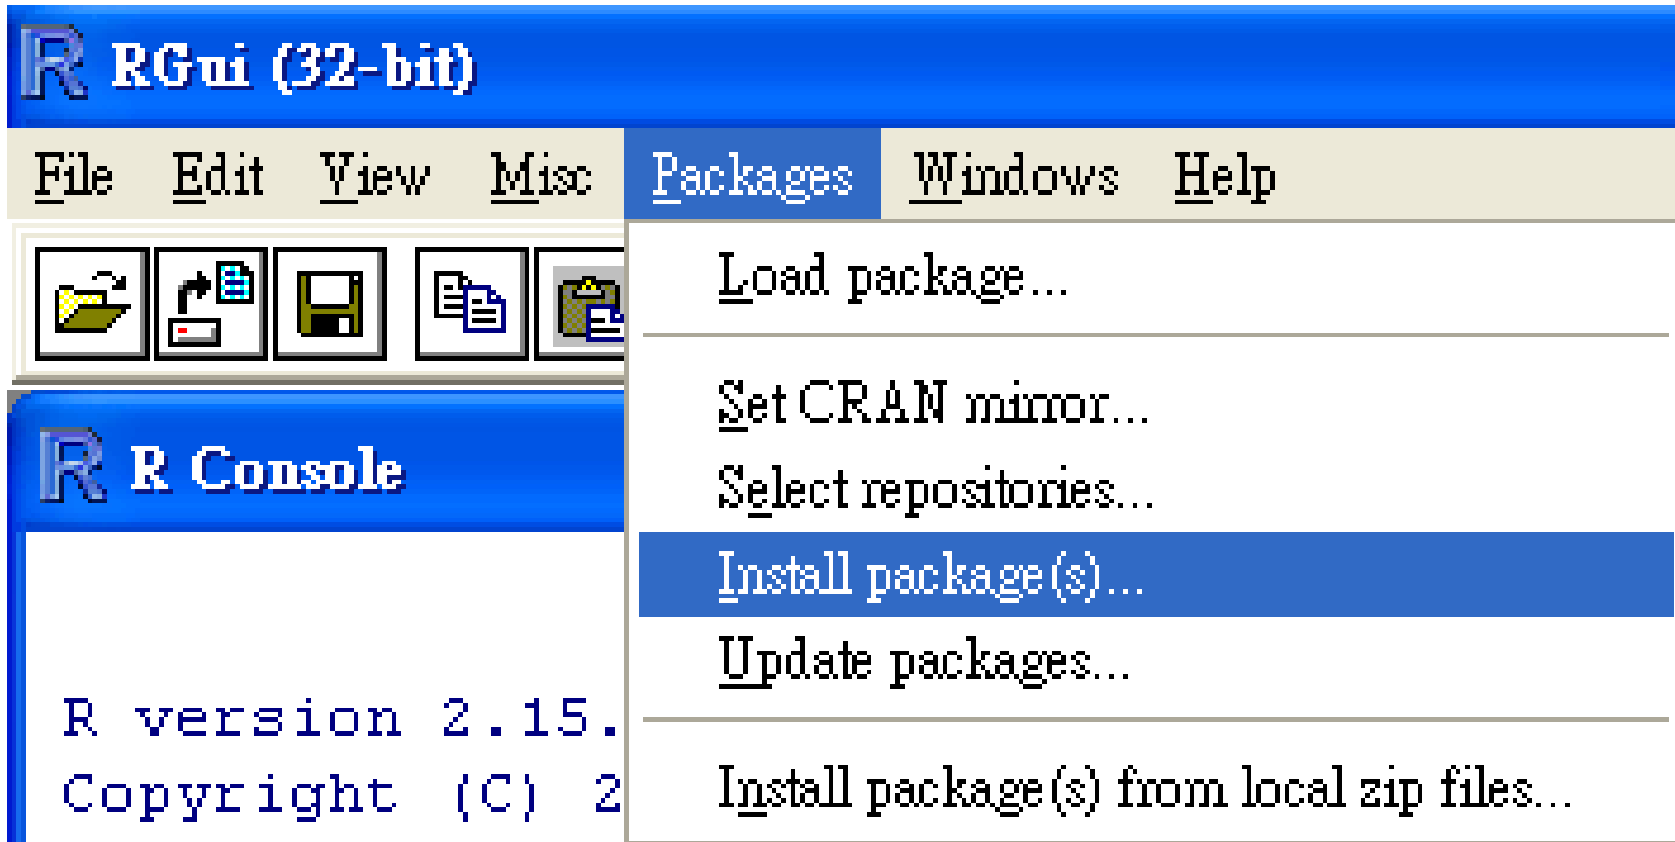 RGui (32-bit)
File Edit View Misc Packages Windows Help
Load package...
Set CRAN mirror...
Select repositories...
Install package(s)...
Update packages...
Install package(s) from local zip files...
R Console
R version 2.15.
Copyright (C) 2